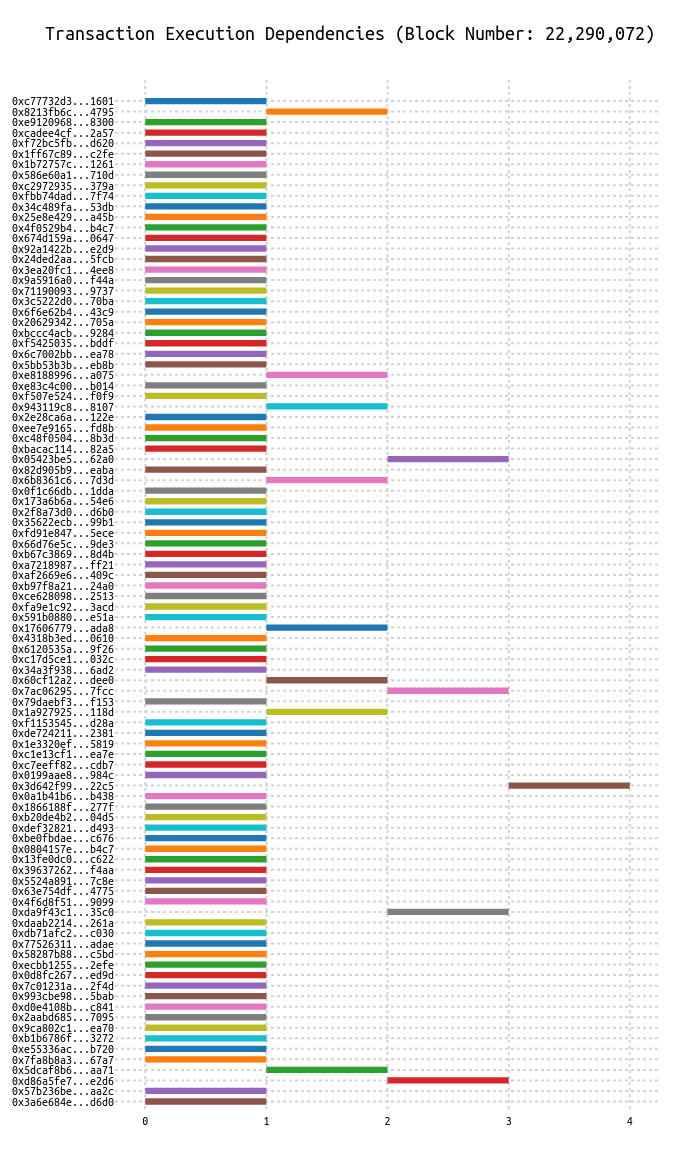 Transaction Execution Dependencies (Block Number: 22,290,072)
0xc77732d3...1601
0x8213fb6c...4795
0xe9120968...8300
0xcadee4cf...2a57
0xf72bc5fb...d620
0x1ff67c89...c2fe
0x1b72757c...1261
0x586e60a1...710d
0xc2972935...379a
0xfbb74dad...7f74
0x34c489fa...53db
0x25e8e429...a45b
0x4f0529b4...b4c7
0x674d159a...0647
0x92a1422b...e2d9
0x24ded2aa...5fcb
0x3ea20fc1...4ee8
0x9a5916a0...f44a
0x71190093...9737
0x3c5222d0...70ba
0x6f6e62b4...43c9
0x20629342...705a
0xbccc4acb...9284
0xf5425035...bddf
0x6c7002bb...ea78
0x5bb53b3b...eb8b
0xe8188996...a075
0xe83c4c00...b014
0xf507e524...f0f9
0x943119c8...8107
0x2e28ca6a...122e
0xee7e9165...fd8b
0xc48f0504...8b3d
0xbacac114...82a5
0x05423be5...62a0
0x82d905b9...eaba
0x6b8361c6...7d3d
0x0f1c66db...1dda
0x173a6b6a...54e6
0x2f8a73d0...d6b0
0x35622ecb...99b1
0xfd91e847...5ece
0x66d76e5c...9de3
0xb67c3869...8d4b
0xa7218987...ff21
0xaf2669e6...409c
0xb97f8a21...24a0
0xce628098...2513
0xfa9e1c92...3acd
0x591b0880...e51a
0x17606779...ada8
0x4318b3ed...0610
0x6120535a...9f26
0xc17d5ce1...032c
0x34a3f938...6ad2
0x60cf12a2...dee0
0x7ac06295...7fcc
0x79daebf3...f153
0x1a927925...118d
0xf1153545...d28a
0xde724211...2381
0x1e3320ef...5819
0xc1e13cf1...ea7e
0xc7eeff82...cdb7
0x0199aae8...984c
0x3d642f99...22c5
0x0a1b41b6...b438
0x1866188f...277f
0xb20de4b2...04d5
0xdef32821...d493
0xbe0fbdae...c676
0x0804157e...b4c7
0x13fe0dc0...c622
0x39637262...f4aa
0x5524a891...7c8e
0x63e754df...4775
0x4f6d8f51...9099
0xda9f43c1...35c0
0xdaab2214...261a
0xdb71afc2...c030
0x77526311...adae
0x58287b88...c5bd
0xecbb1255...2efe
0x0d8fc267...ed9d
0x7c01231a...2f4d
0x993cbe98...5bab
0xd0e4108b...c841
0x2aabd685...7095
0x9ca802c1...ea70
0xb1b6786f...3272
0xe55336ac...b720
0x7fa8b8a3...67a7
0x5dcaf8b6...aa71
0xd86a5fe7...e2d6
0x57b236be...aa2c
0x3a6e684e...d6d0
0 1 2 3 4